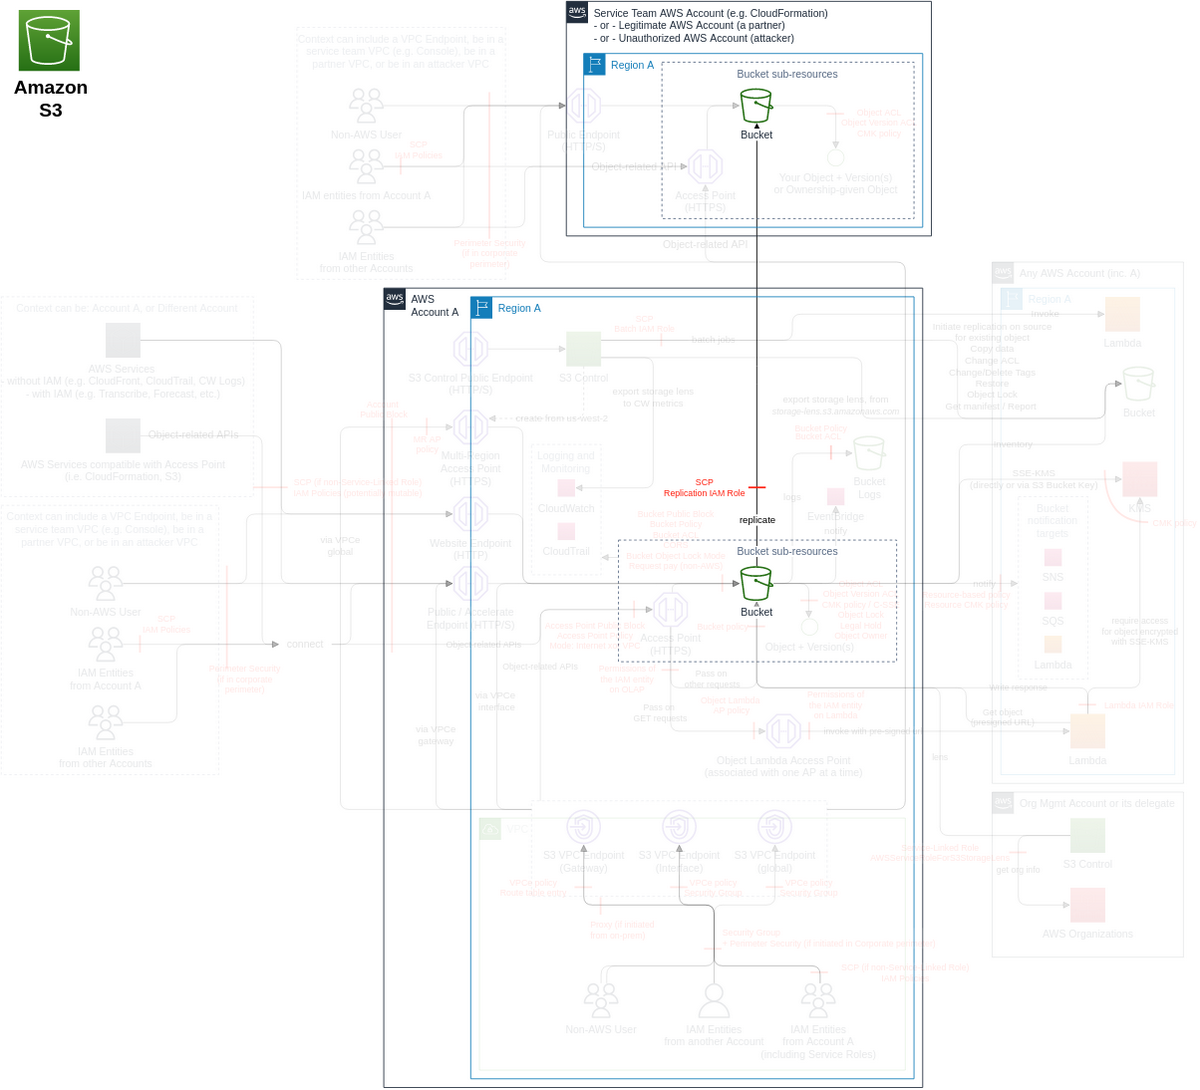 Amazon
S3
aws
Service Team AWS Account (e.g. CloudFormation)
- or - Legitimate AWS Account (a partner)
- or - Unauthorized AWS Account (attacker)
Region A
Bucket sub-resources
Bucket
Context can include a VPC Endpoint, be in a
service team VPC (e.g. Console), be in a
partner VPC, or be in an attacker VPC
Non-AWS User
SCP
IAM Policies
IAM entities from Account A
IAM Entities
from other Accounts
Perimeter Security
(if in corporate
perimeter)
Public Endpoint
(HTTP/S)
Object-related API
Access Point
(HTTPS)
Object ACL
Object Version ACL
CMK policy
Your Object + Version(s)
or Ownership-given Object
Object-related API
aws
AWS
Account A
Region A
Context can be: Account A, or Different Account
AWS Services
- without IAM (e.g. CloudFront, CloudTrail, CW Logs)
- with IAM (e.g. Transcribe, Forecast, etc.)
Object-related APIs
AWS Services compatible with Access Point
(i.e. CloudFormation, S3)
SCP (if non-Service-Linked Role)
Context can include a VPC Endpoint, be in a
service team VPC (e.g. Console), be in a
partner VPC, or be in an attacker VPC
Non-AWS User
SCP
IAM Policies
IAM Entities
from Account A
Perimeter Security
(if in corporate
perimeter)
IAM Entities
from other Accounts
connect
via VPCe
global
Account
Public Block
MR AP
policy
S3 Control Public Endpoint
(HTTP/S)
S3 Control
SCP
Batch IAM Role
batch jobs
export storage lens
to CW metrics
create from us-west-2
Multi-Region
Access Point
(HTTPS)
Website Endpoint
(HTTP)
Public / Accelerate
Endpoint (HTTP/S)
Logging and
Monitoring
CloudWatch
CloudTrail
export storage lens, from
storage-lens.s3.amazonaws.com
Bucket Policy
Bucket ACL
Bucket
Logs
logs
EventBridge
notify
SCP
Replication IAM Role
replicate
Bucket Public Block
Bucket Policy
Bucket ACL
Bucket Object Lock Mode
Request pay (non-AWS)
Bucket sub-resources
Bucket
Object ACL
Object Version ACL
Object Lock
Legal Hold
Object Owner
Object + Version(s)
Bucket policy
Access Point
(HTTPS)
Access Point Public Block
Access Point Policy
Object-related APIs
Object-related APIs
via VPCe
interface
via VPCe
gateway
Permissions of
the IAM entity
on OLAP
Pass on
other requests
Pass on
GET requests
Object Lambda
AP policy
Permissions of
the IAM entity
on Lambda
invoke with pre-signed url
Object Lambda Access Point
(associated with one AP at a time)
VPC
S3 VPC Endpoint
(Gateway)
S3 VPC Endpoint
(Interface)
S3 VPC Endpoint
(global)
VPCe policy
Route table entry
VPCe policy
Security Group
VPCe policy
Security Group
Proxy (if initiated
from on-prem)
Security Group
+ Perimeter Security (if initiated in Corporate perimeter)
SCP (if non-Service-Linked Role)
IAM Policies
Non-AWS User
IAM Entities
from another Account
IAM Entities
from Account A
(including Service Roles)
aws
Any AWS Account (inc. A)
Region A
invoke
Lambda
Initiate replication on source
for existing object
Copy data
Change ACL
Change/Delete Tags
Restore
Object Lock
Get manifest / Report
Bucket
inventory
SSE-KMS
(directly or via S3 Bucket Key)
KMS
CMK policy
Bucket
notification
targets
SNS
SQS
Lambda
notify
Resource-based policy
Resource CMK policy
require access
for object encrypted
with SSE-KMS
Write response
Get object
(presigned URL)
Lambda IAM Role
Lambda
lens
aws
Org Mgmt Account or its delegate
S3 Control
Service-Linked Role
get org info
AWS Organizations